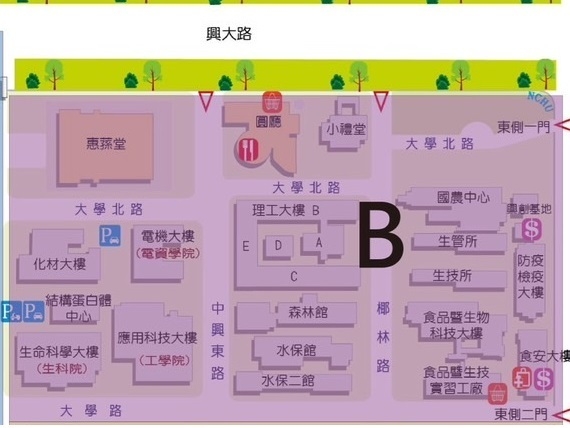 興大路
NCHU
圓廳
小禮堂
惠蓀堂
東側一門
大學北路
大學北路
大學北路
國農中心
興創基地
理工大樓 B
B
電機大樓
(電資學院)
E
D
A
生管所
化材大樓
C
防疫
檢疫
大樓
生技所
結構蛋白體
中心
中興東路
森林館
椰林路
食品暨生物
科技大樓
應用科技大樓
(工學院)
生命科學大樓
(生科院)
水保館
食安大樓
水保二館
食品暨生技
實習工廠
大學路
東側二門